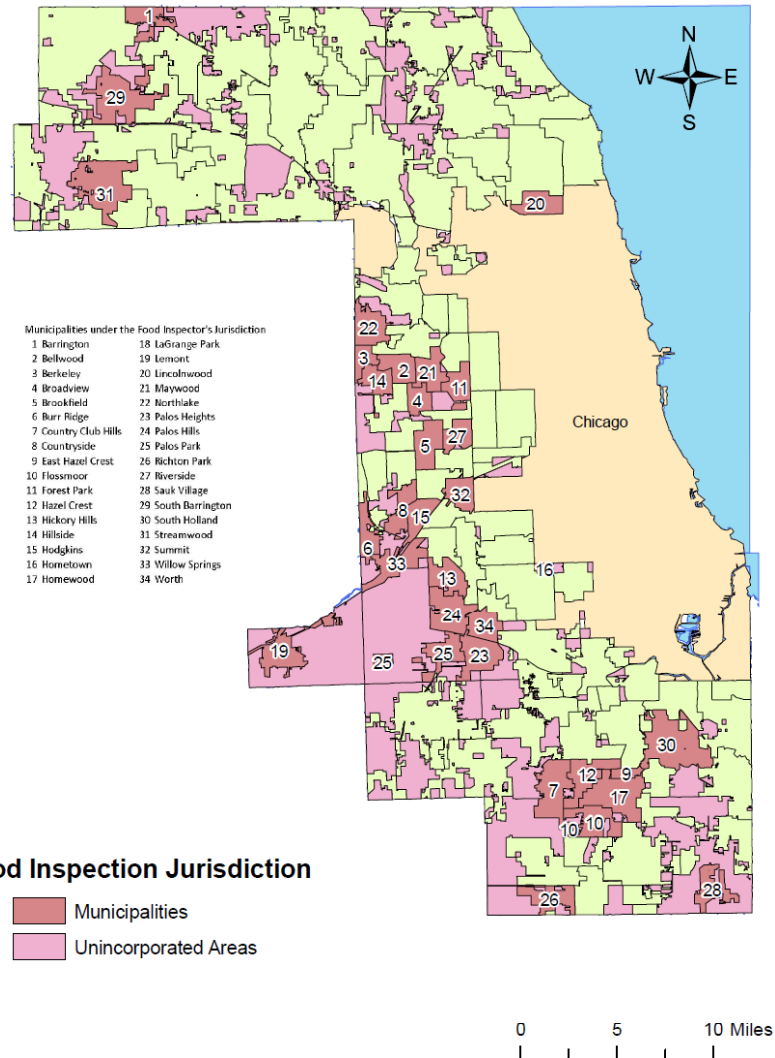 1
N
W E
S
29
31
20
22
3
2
21
14
11
4
Municipalities under the Food Inspector's Jurisdiction
1 Barrington 18 LaGrange Park
2 Bellwood 19 Lemont
3 Berkeley 20 Lincolnwood
4 Broadview 21 Maywood
5 Brookfield 22 Northlake
6 Burr Ridge 23 Palos Heights
7 Country Club Hills 24 Palos Hills
8 Countryside 25 Palos Park
9 East Hazel Crest 26 Richton Park
10 Flossmoor 27 Riverside
11 Forest Park 28 Sauk Village
12 Hazel Crest 29 South Barrington
13 Hickory Hills 30 South Holland
14 Hillside 31 Streamwood
15 Hodgkins 32 Summit
16 Hometown 33 Willow Springs
17 Homewood 34 Worth
Chicago
5
27
32
8
15
6
33
13
16
24
34
19
25
25
23
30
7
12
9
17
10
10
26
28
od Inspection Jurisdiction
Municipalities
Unincorporated Areas
0 5 10 Miles